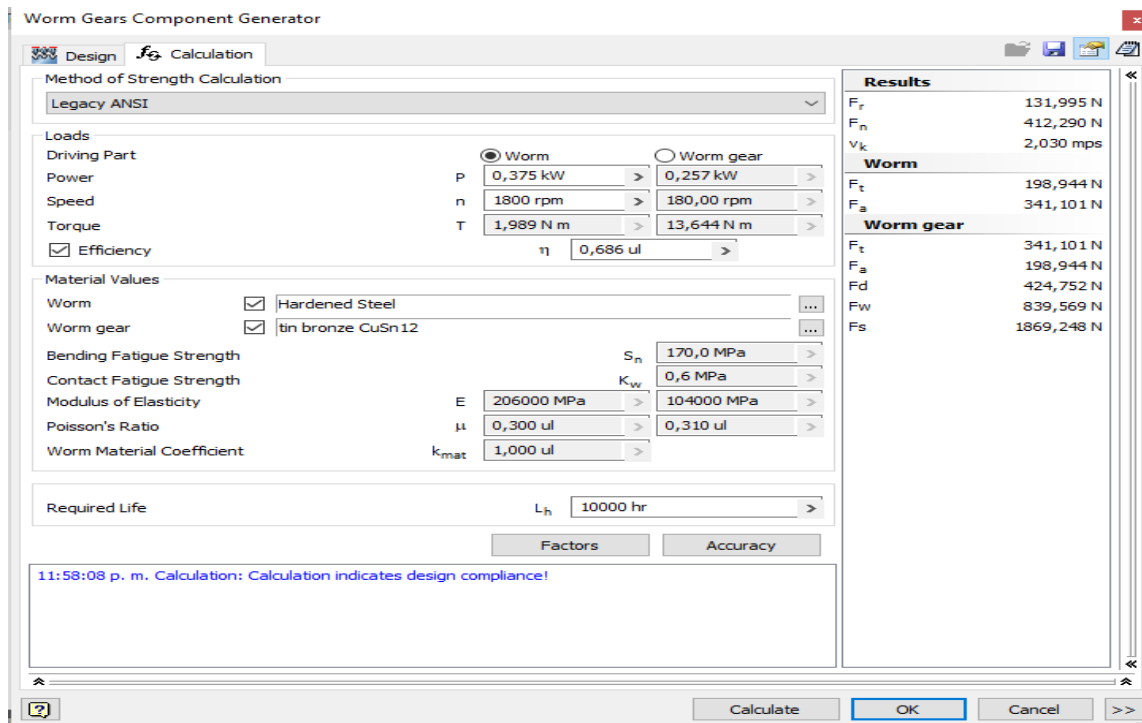 Worm Gears Component Generator
Design
Calculation
Method of Strength Calculation
Legacy ANSI
Loads
Driving Part Worm Worm gear
Power P 0,375 kW > 0,257 kW >
Speed n 1800 rpm > 180,00 rpm >
Torque T 1,989 N m > 13,644 N m >
Efficiency η 0,686 ul >
Material Values
Worm Hardened Steel ...
Worm gear tin bronze CuSn12 ...
Bending Fatigue Strength Sn 170,0 MPa >
Contact Fatigue Strength Kw 0,6 MPa >
Modulus of Elasticity E 206000 MPa > 104000 MPa >
Poisson's Ratio μ 0,300 ul > 0,310 ul >
Worm Material Coefficient kmat 1,000 ul >
Required Life Lh 10000 hr >
Factors Accuracy
11:58:08 p. m. Calculation: Calculation indicates design compliance!
Results
Fr 131,995 N
Fn 412,290 N
vk 2,030 mps
Worm
Ft 198,944 N
Fa 341,101 N
Worm gear
Ft 341,101 N
Fa 198,944 N
Fd 424,752 N
Fw 839,569 N
Fs 1869,248 N
Calculate OK Cancel >>